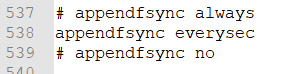 537 # appendfsync always
538 appendfsync everysec
539 # appendfsync no